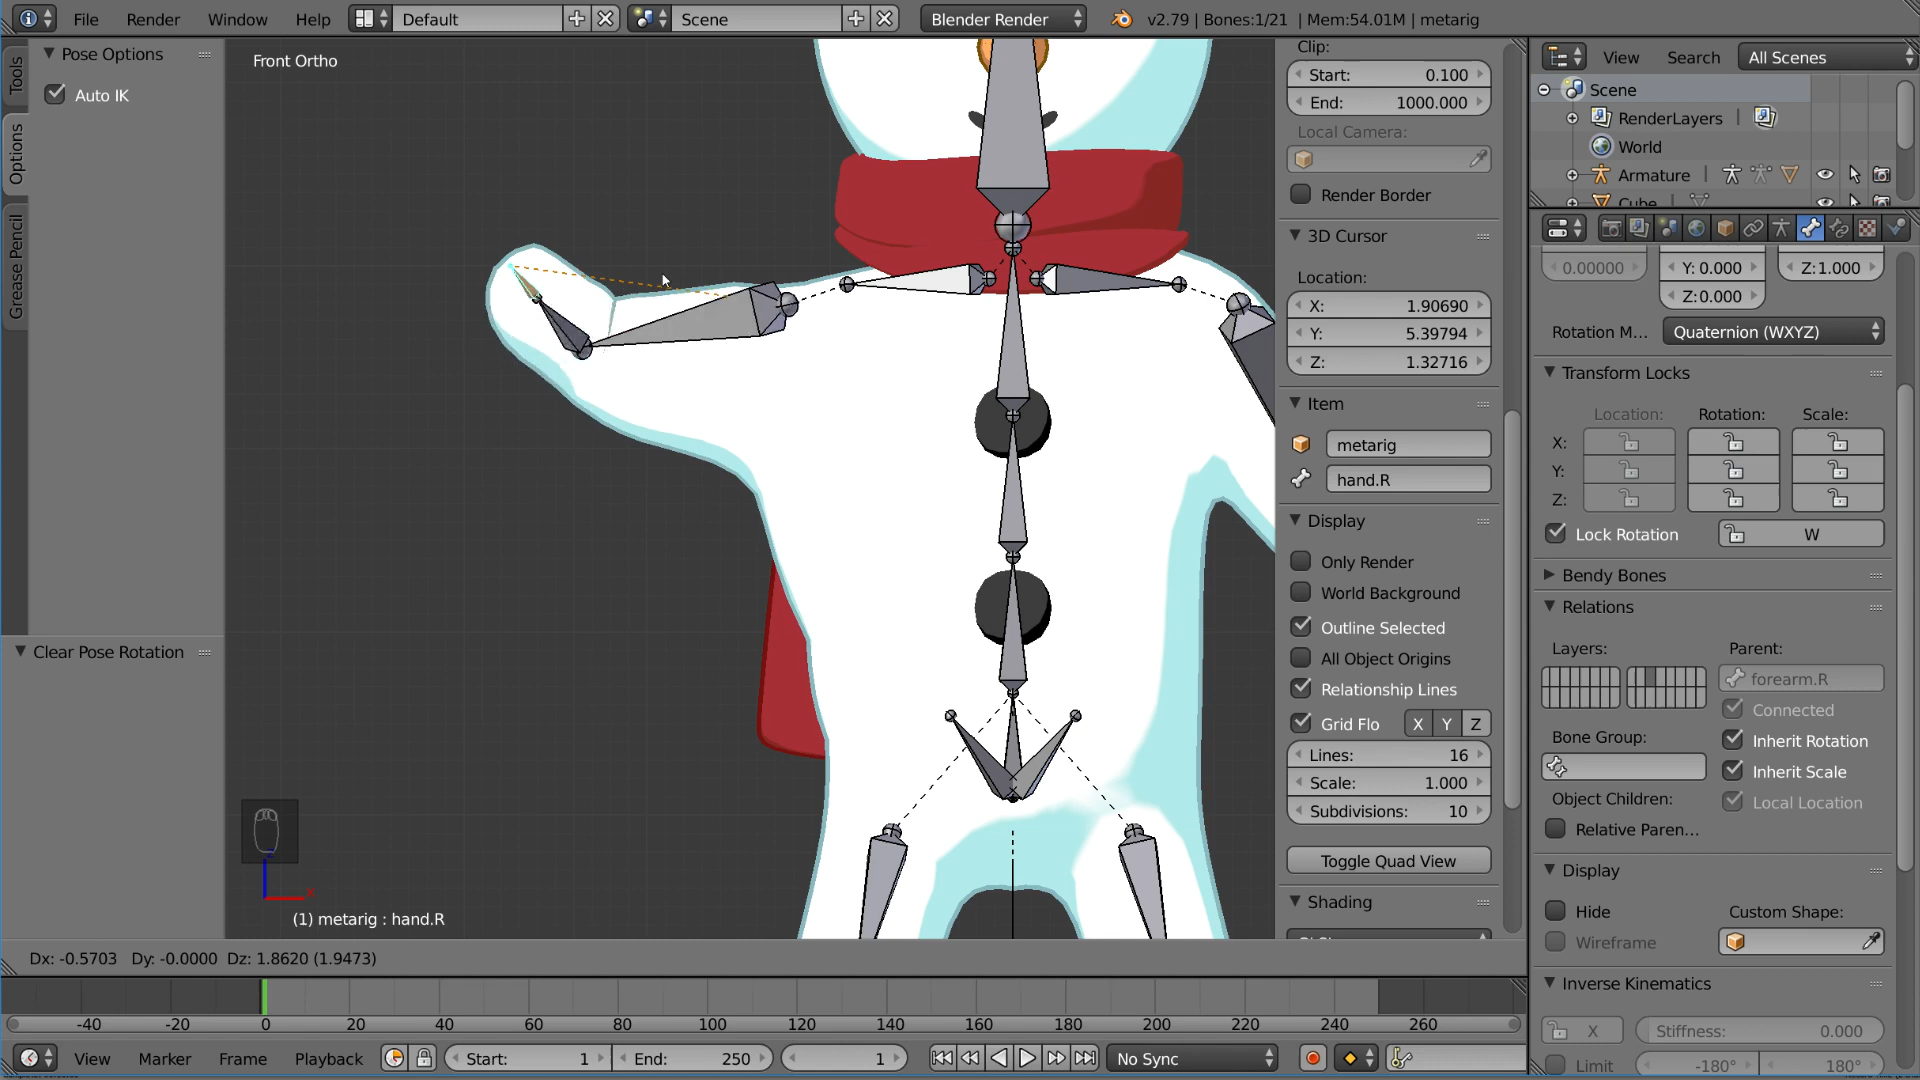 File Render Window Help Default Scene Blender Render v2.79 | Bones:1/21 | Mem:54.01M | metarig
Tools
Options
Grease Pencil
Pose Options
Auto IK
Clear Pose Rotation
Front Ortho
(1) metarig : hand.R
Dx: -0.5703 Dy: -0.0000 Dz: 1.8620 (1.9473)
Clip:
Start: 0.100
End: 1000.000
Local Camera:
Render Border
3D Cursor
Location:
X: 1.90690
Y: 5.39794
Z: 1.32716
Item
metarig
hand.R
Display
Only Render
World Background
Outline Selected
All Object Origins
Relationship Lines
Grid Flo X Y Z
Lines: 16
Scale: 1.000
Subdivisions: 10
Toggle Quad View
Shading
View Search All Scenes
Scene
RenderLayers |
World
Armature
Cube
0.00000 Y: 0.000 Z:1.000
Z:0.000
Rotation M... Quaternion (WXYZ)
Transform Locks
Location: Rotation: Scale:
X:
Y:
Z:
Lock Rotation W
Bendy Bones
Relations
Layers: Parent:
forearm.R
Connected
Bone Group: Inherit Rotation
Inherit Scale
Object Children: Local Location
Relative Paren...
Display
Hide Custom Shape:
Wireframe
Inverse Kinematics
X Stiffness: 0.000
Limit -180° 180°
-40 -20 0 20 40 60 80 100 120 140 160 180 200 220 240 260
View Marker Frame Playback Start: 1 End: 250 1 No Sync